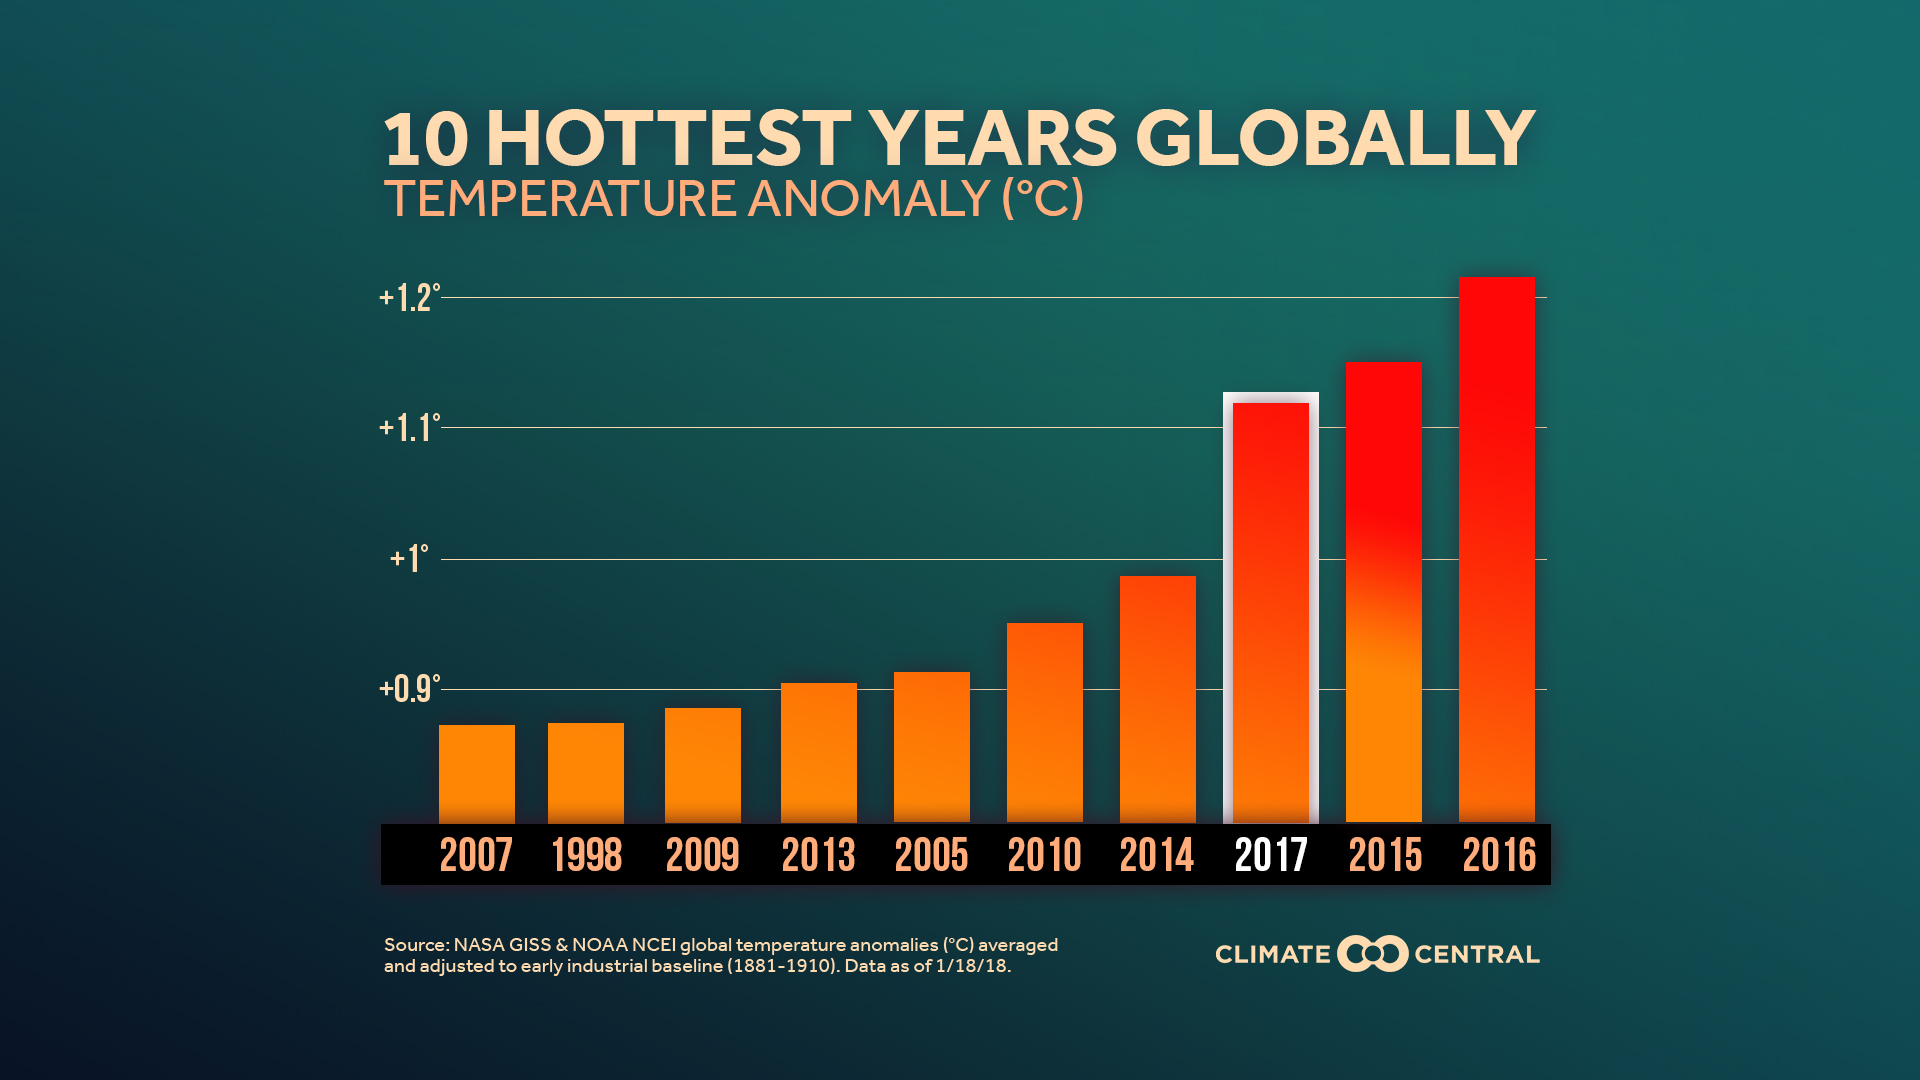 10 HOTTEST YEARS GLOBALLY
TEMPERATURE ANOMALY (°C)
+1.2°
+1.1°
+1°
+0.9°
2007 1998 2009 2013 2005 2010 2014 2017 2015 2016
Source: NASA GISS & NOAA NCEI global temperature anomalies (°C) averaged
and adjusted to early industrial baseline (1881-1910). Data as of 1/18/18.
CLIMATE CENTRAL